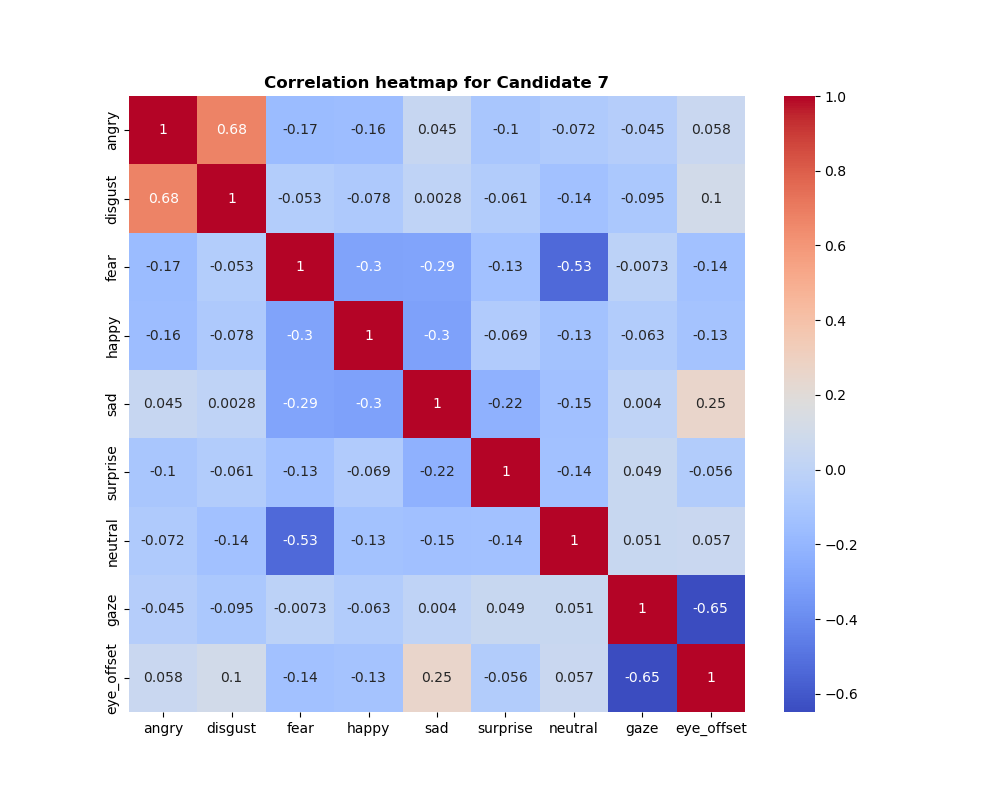 Correlation heatmap for Candidate 7
angry 1 0.68 -0.17 -0.16 0.045 -0.1 -0.072 -0.045 0.058
disgust 0.68 1 -0.053 -0.078 0.0028 -0.061 -0.14 -0.095 0.1
fear -0.17 -0.053 1 -0.3 -0.29 -0.13 -0.53 -0.0073 -0.14
happy -0.16 -0.078 -0.3 1 -0.3 -0.069 -0.13 -0.063 -0.13
sad 0.045 0.0028 -0.29 -0.3 1 -0.22 -0.15 0.004 0.25
surprise -0.1 -0.061 -0.13 -0.069 -0.22 1 -0.14 0.049 -0.056
neutral -0.072 -0.14 -0.53 -0.13 -0.15 -0.14 1 0.051 0.057
gaze -0.045 -0.095 -0.0073 -0.063 0.004 0.049 0.051 1 -0.65
eye_offset 0.058 0.1 -0.14 -0.13 0.25 -0.056 0.057 -0.65 1
angry disgust fear happy sad surprise neutral gaze eye_offset
1.0
0.8
0.6
0.4
0.2
0.0
−0.2
−0.4
−0.6